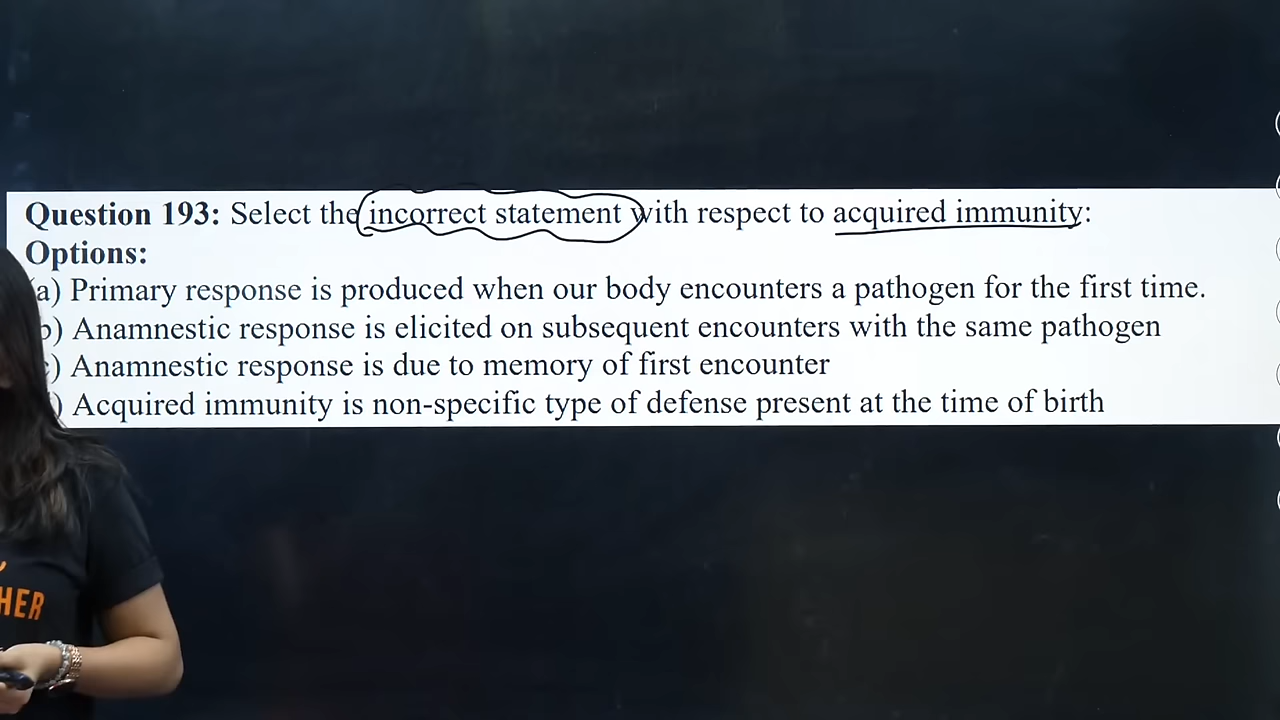 Question 193: Select the incorrect statement with respect to acquired immunity:
Options:
a) Primary response is produced when our body encounters a pathogen for the first time.
b) Anamnestic response is elicited on subsequent encounters with the same pathogen
) Anamnestic response is due to memory of first encounter
) Acquired immunity is non-specific type of defense present at the time of birth
HER